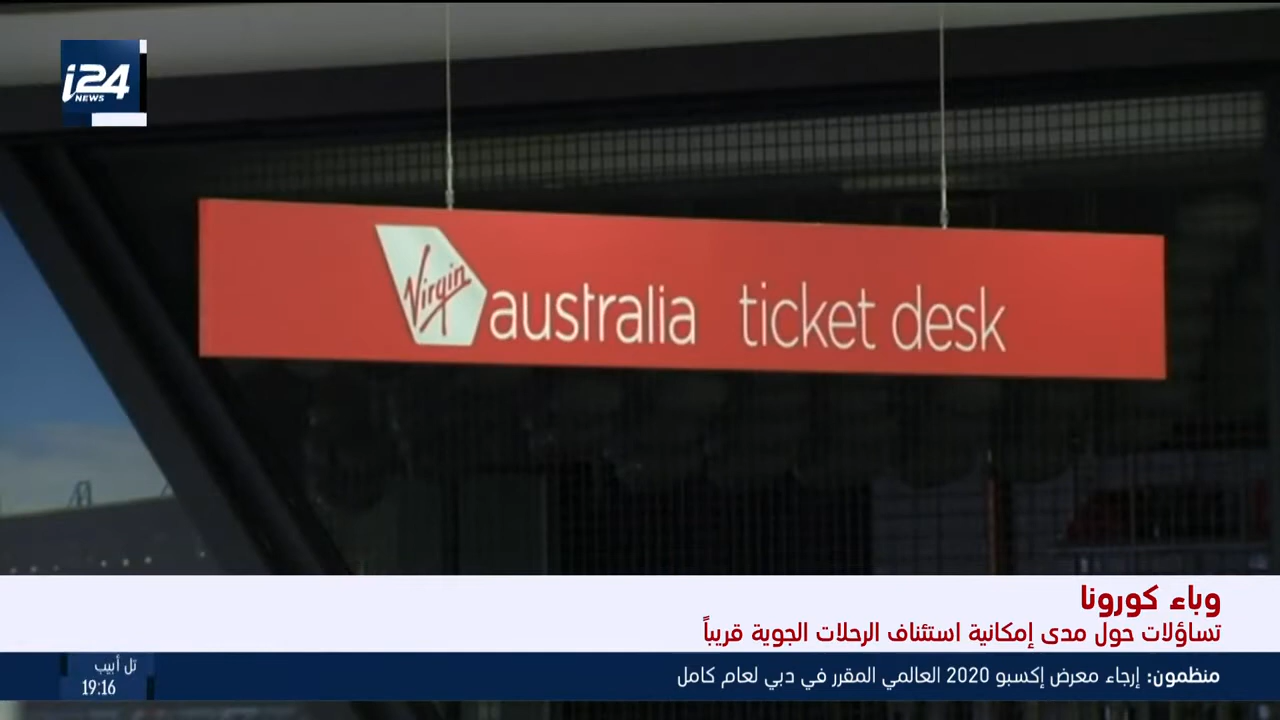 i24
NEWS
Virgin australia ticket desk
وباء كورونا
تساؤلات حول مدى إمكانية استئناف الرحلات الجوية قريباً
منظمون: إرجاء معرض إكسبو 2020 العالمي المقرر في دبي لعام كامل
تل أبيب
19:16